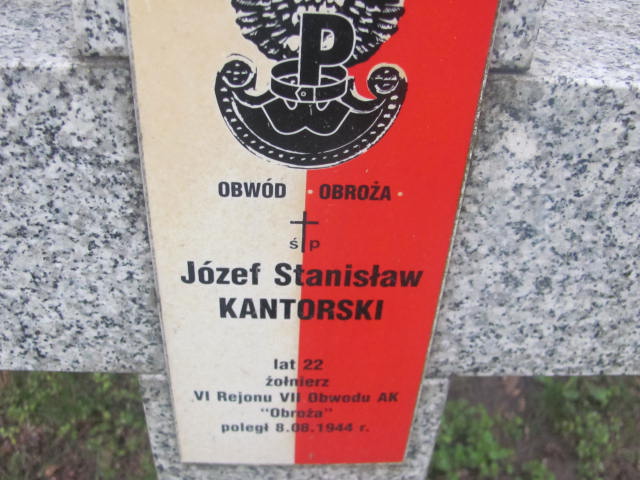 P
OBWÓD · OBROŻA ·
ś p
Józef Stanisław
KANTORSKI
lat 22
żołnierz
VI Rejonu VII Obwodu AK
"Obroża"
poległ 8.08.1944 r.